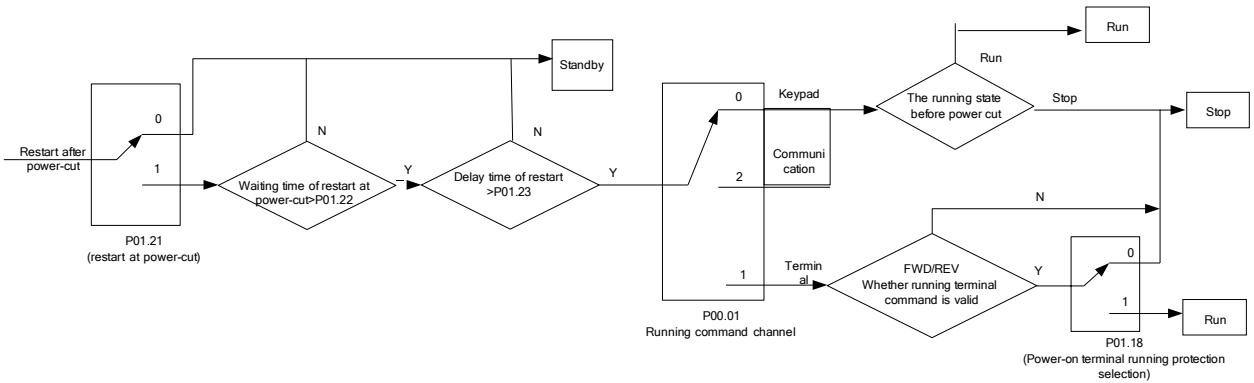 Restart after
power-cut
0
1
P01.21
(restart at power-cut)
N
Waiting time of restart at
power-cut>P01.22
Y
N
Delay time of restart
>P01.23
Y
Standby
0
2
1
P00.01
Running command channel
Keypad
Communi
cation
Termin
al
Run
The running state
before power cut
Stop
Run
Stop
N
FWD/REV
Whether running terminal
command is valid
Y
0
1
P01.18
(Power-on terminal running protection
selection)
Run